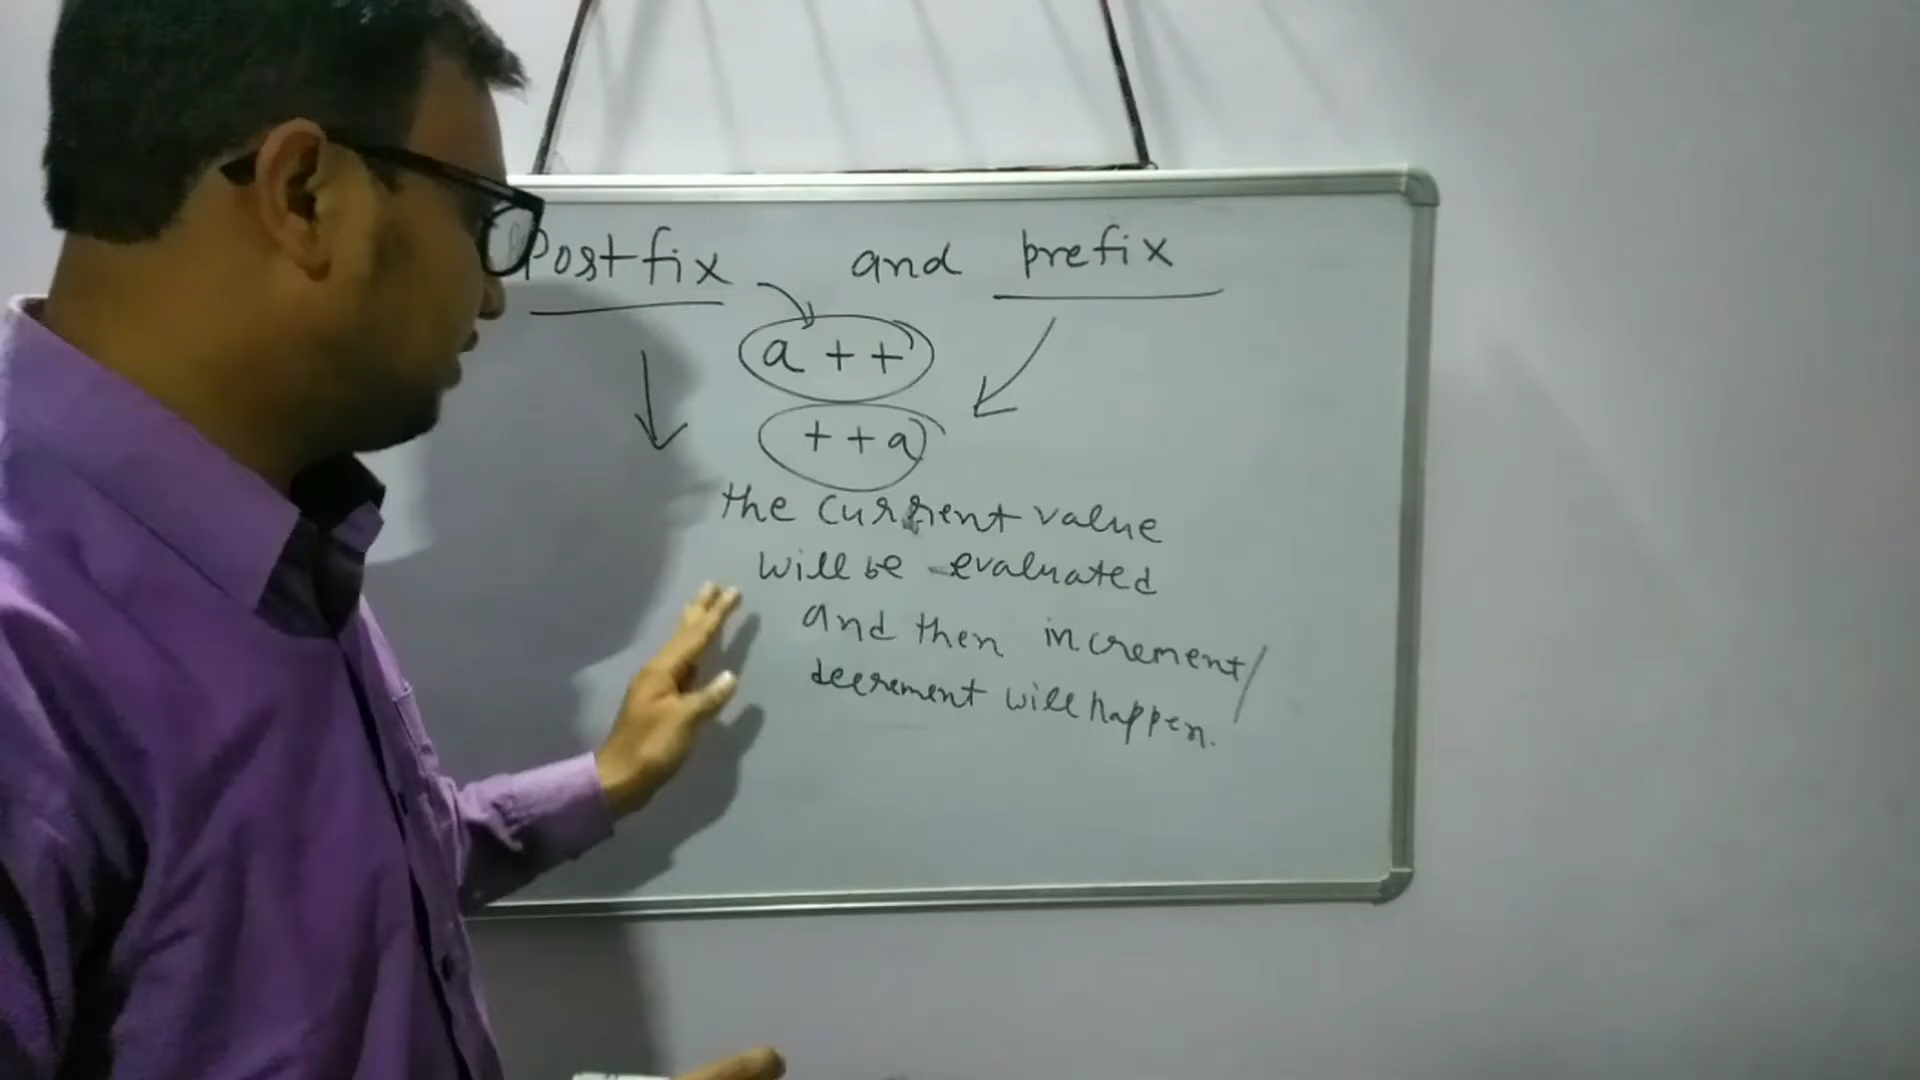 Postfix and prefix
a++
++a
the current value
will be evaluated
and then increment/
decrement will happen.